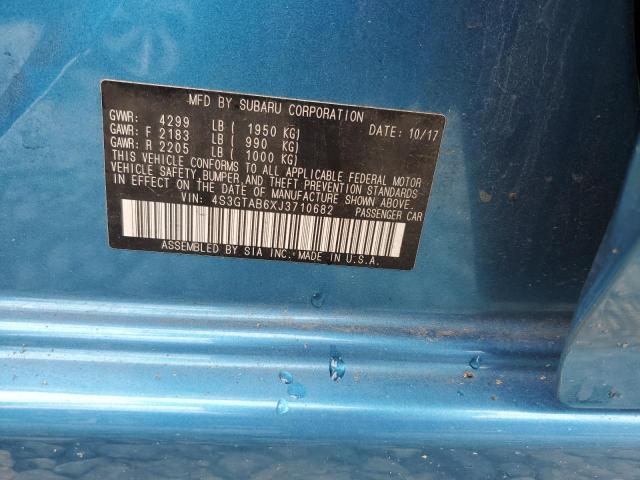 MFD BY SUBARU CORPORATION
GVWR: 4299 LB ( 1950 KG) DATE: 10/17
GAWR: F 2183 LB ( 990 KG)
GAWR: R 2205 LB ( 1000 KG)
THIS VEHICLE CONFORMS TO ALL APPLICABLE FEDERAL MOTOR
VEHICLE SAFETY, BUMPER, AND THEFT PREVENTION STANDARDS
IN EFFECT ON THE DATE OF MANUFACTURE SHOWN ABOVE.
VIN: 4S3GTAB6XJ3710682 PASSENGER CAR
ASSEMBLED BY SIA INC. MADE IN U.S.A.